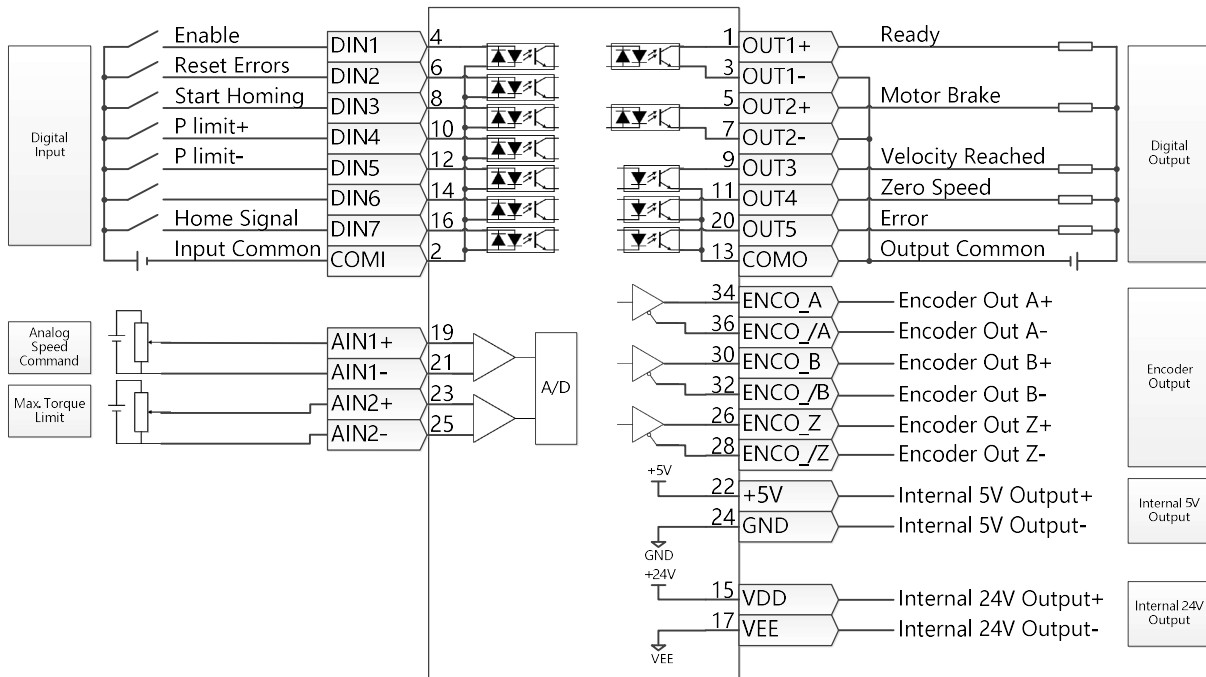 Digital
Input
Enable
DIN1
4
Reset Errors
DIN2
6
Start Homing
DIN3
8
P limit+
DIN4
10
P limit-
DIN5
12
DIN6
14
Home Signal
DIN7
16
Input Common
COMI
2
Analog
Speed
Command
AIN1+
19
AIN1-
21
Max. Torque
Limit
AIN2+
23
AIN2-
25
A/D
1
OUT1+
Ready
3
OUT1-
5
OUT2+
Motor Brake
7
OUT2-
9
OUT3
Velocity Reached
11
OUT4
Zero Speed
20
OUT5
Error
13
COMO
Output Common
Digital
Output
34
ENCO_A
Encoder Out A+
36
ENCO_/A
Encoder Out A-
30
ENCO_B
Encoder Out B+
32
ENCO_/B
Encoder Out B-
26
ENCO_Z
Encoder Out Z+
28
ENCO_/Z
Encoder Out Z-
Encoder
Output
+5V
22
+5V
Internal 5V Output+
24
GND
Internal 5V Output-
GND
Internal 5V
Output
+24V
15
VDD
Internal 24V Output+
17
VEE
Internal 24V Output-
VEE
Internal 24V
Output